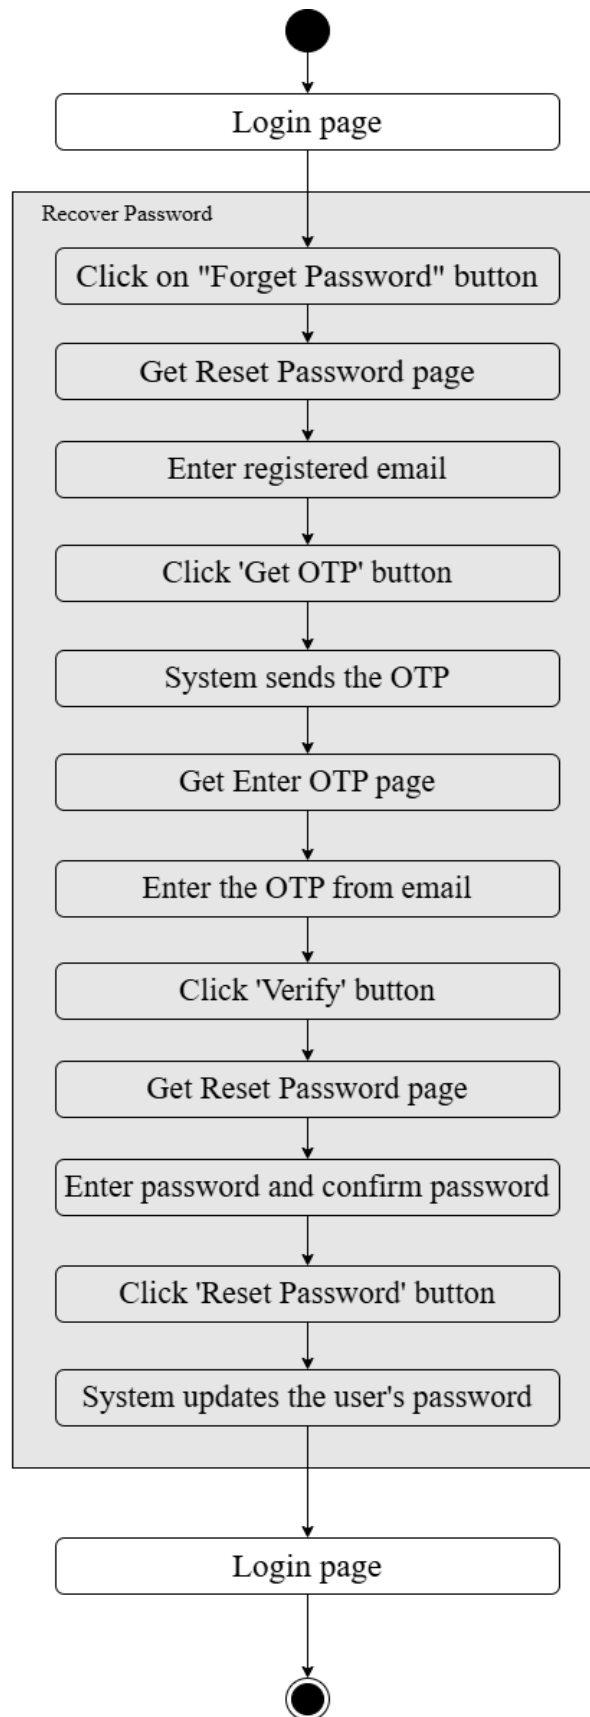 Login page
Recover Password
Click on "Forget Password" button
Get Reset Password page
Enter registered email
Click 'Get OTP' button
System sends the OTP
Get Enter OTP page
Enter the OTP from email
Click 'Verify' button
Get Reset Password page
Enter password and confirm password
Click 'Reset Password' button
System updates the user's password
Login page